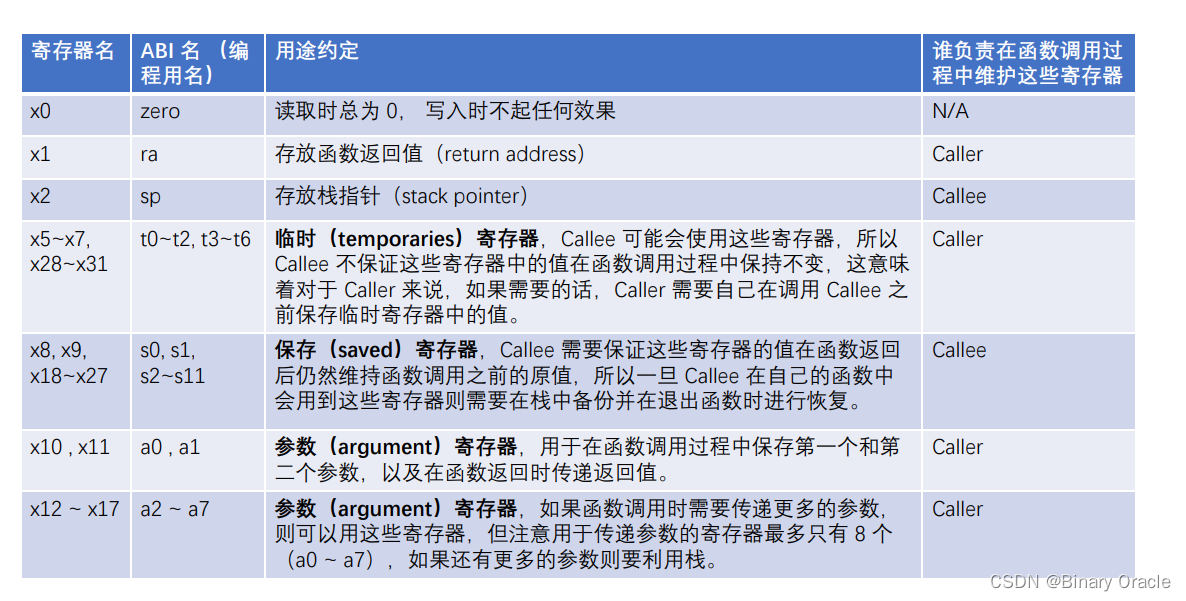 寄存器名 ABI 名 （编 用途约定 谁负责在函数调用过
程用名） 程中维护这些寄存器
x0 zero 读取时总为 0， 写入时不起任何效果 N/A
x1 ra 存放函数返回值（return address） Caller
x2 sp 存放栈指针（stack pointer） Callee
x5~x7, t0~t2, t3~t6 临时（temporaries）寄存器，Callee 可能会使用这些寄存器，所以 Caller
x28~x31 Callee 不保证这些寄存器中的值在函数调用过程中保持不变，这意味
着对于 Caller 来说，如果需要的话，Caller 需要自己在调用 Callee 之
前保存临时寄存器中的值。
x8, x9, s0, s1, 保存（saved）寄存器，Callee 需要保证这些寄存器的值在函数返回 Callee
x18~x27 s2~s11 后仍然维持函数调用之前的原值，所以一旦 Callee 在自己的函数中
会用到这些寄存器则需要在栈中备份并在退出函数时进行恢复。
x10 , x11 a0 , a1 参数（argument）寄存器，用于在函数调用过程中保存第一个和第 Caller
二个参数，以及在函数返回时传递返回值。
x12 ~ x17 a2 ~ a7 参数（argument）寄存器，如果函数调用时需要传递更多的参数， Caller
则可以用这些寄存器，但注意用于传递参数的寄存器最多只有 8 个
（a0 ~ a7），如果还有更多的参数则要利用栈。
CSDN @Binary Oracle